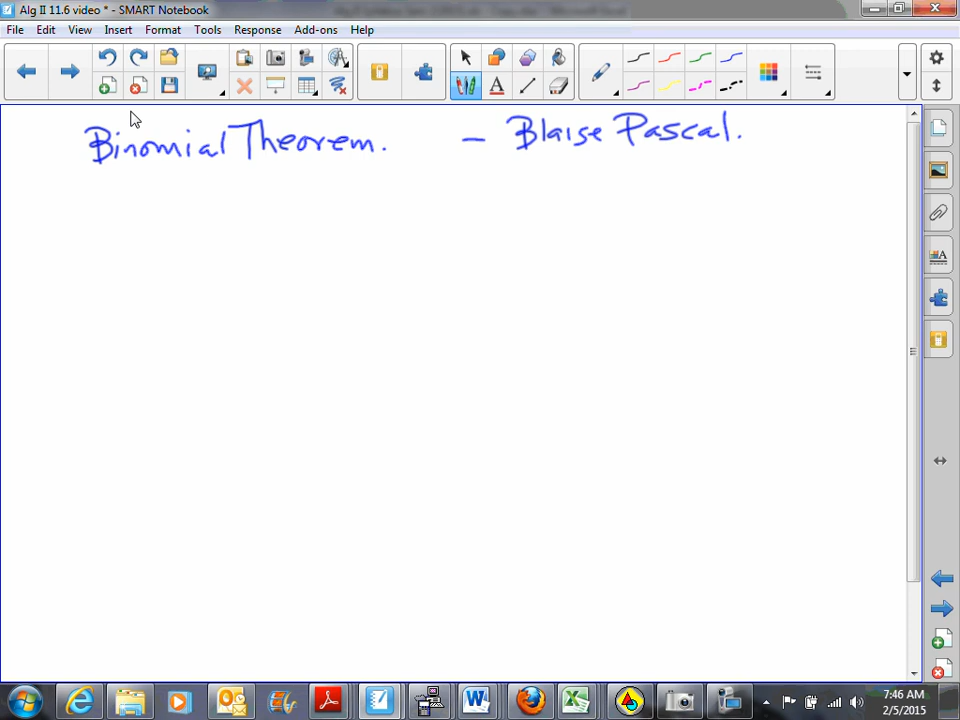 Alg II 11.6 video * - SMART Notebook
File Edit View Insert Format Tools Response Add-ons Help
Binomial Theorem. – Blaise Pascal.
7:46 AM
2/5/2015